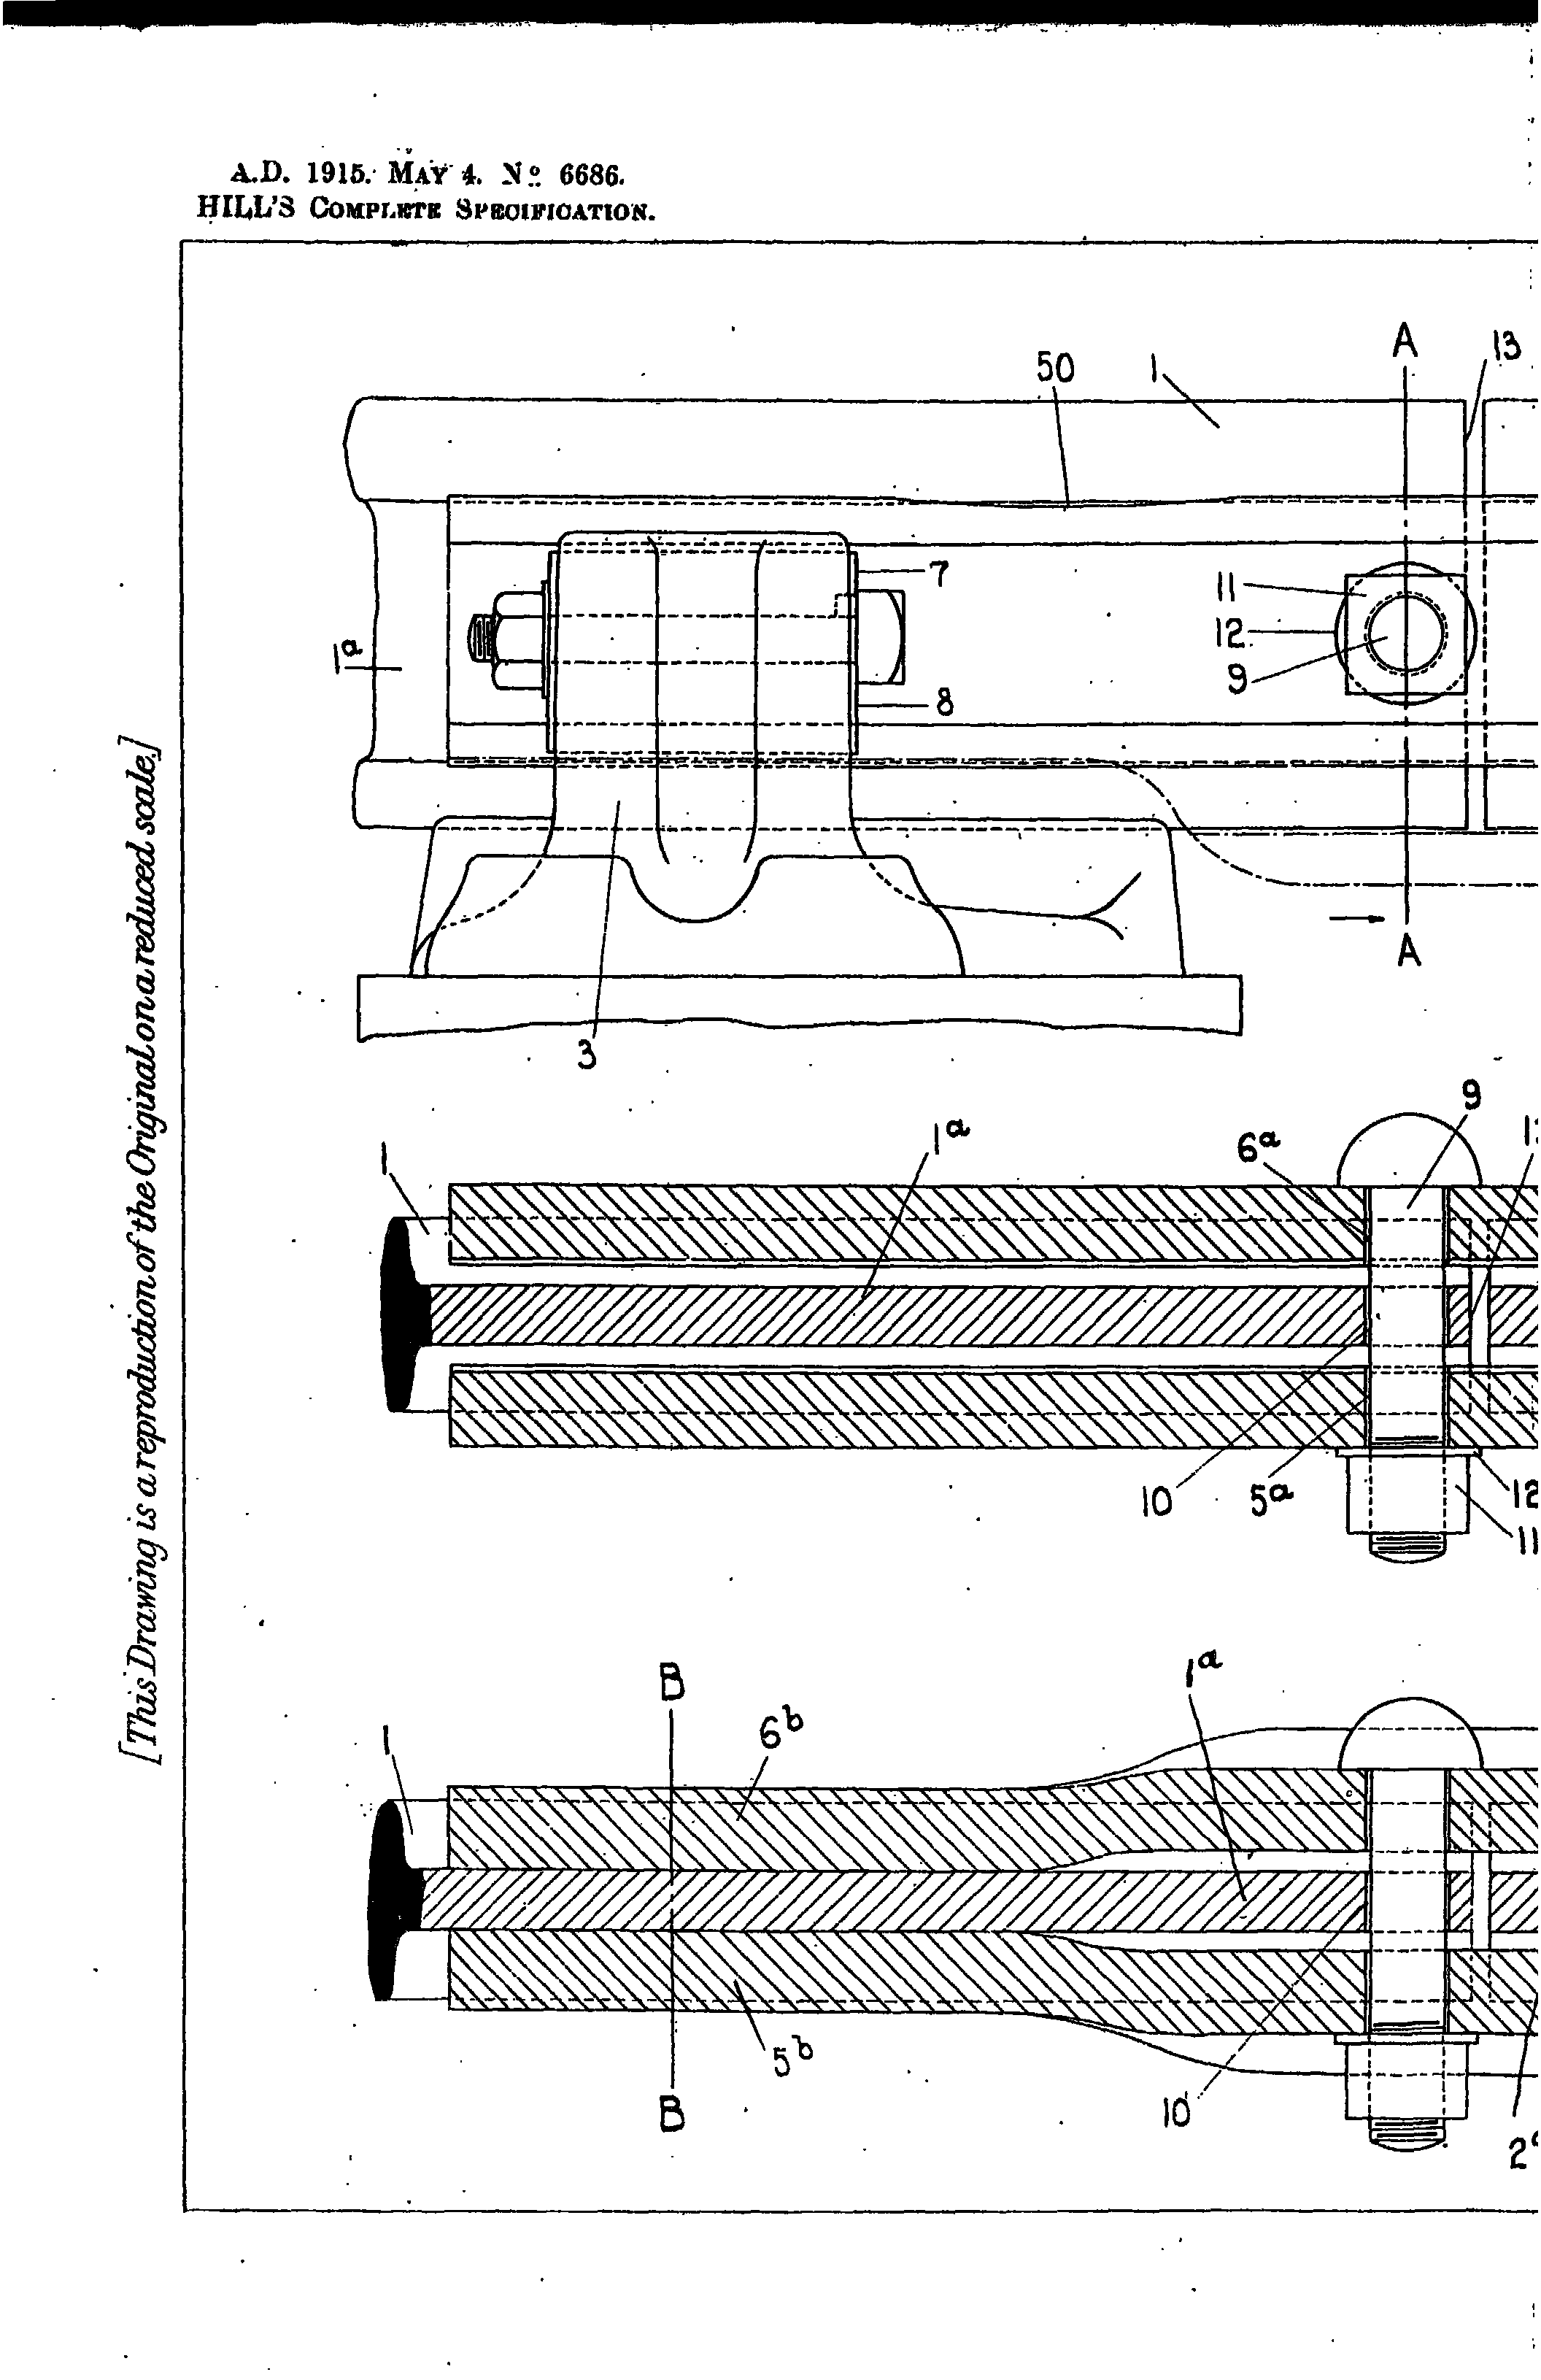 A.D. 1915. MAY 4. Nº 6686.
HILL'S COMPLETE SPECIFICATION.
[This Drawing is a reproduction of the Original on a reduced scale.]
A
13
50
1
7
11
12
9
1a
8
A
3
9
1a
6a
1
10
5a
12
11
B
1a
6b
1
5b
B
10